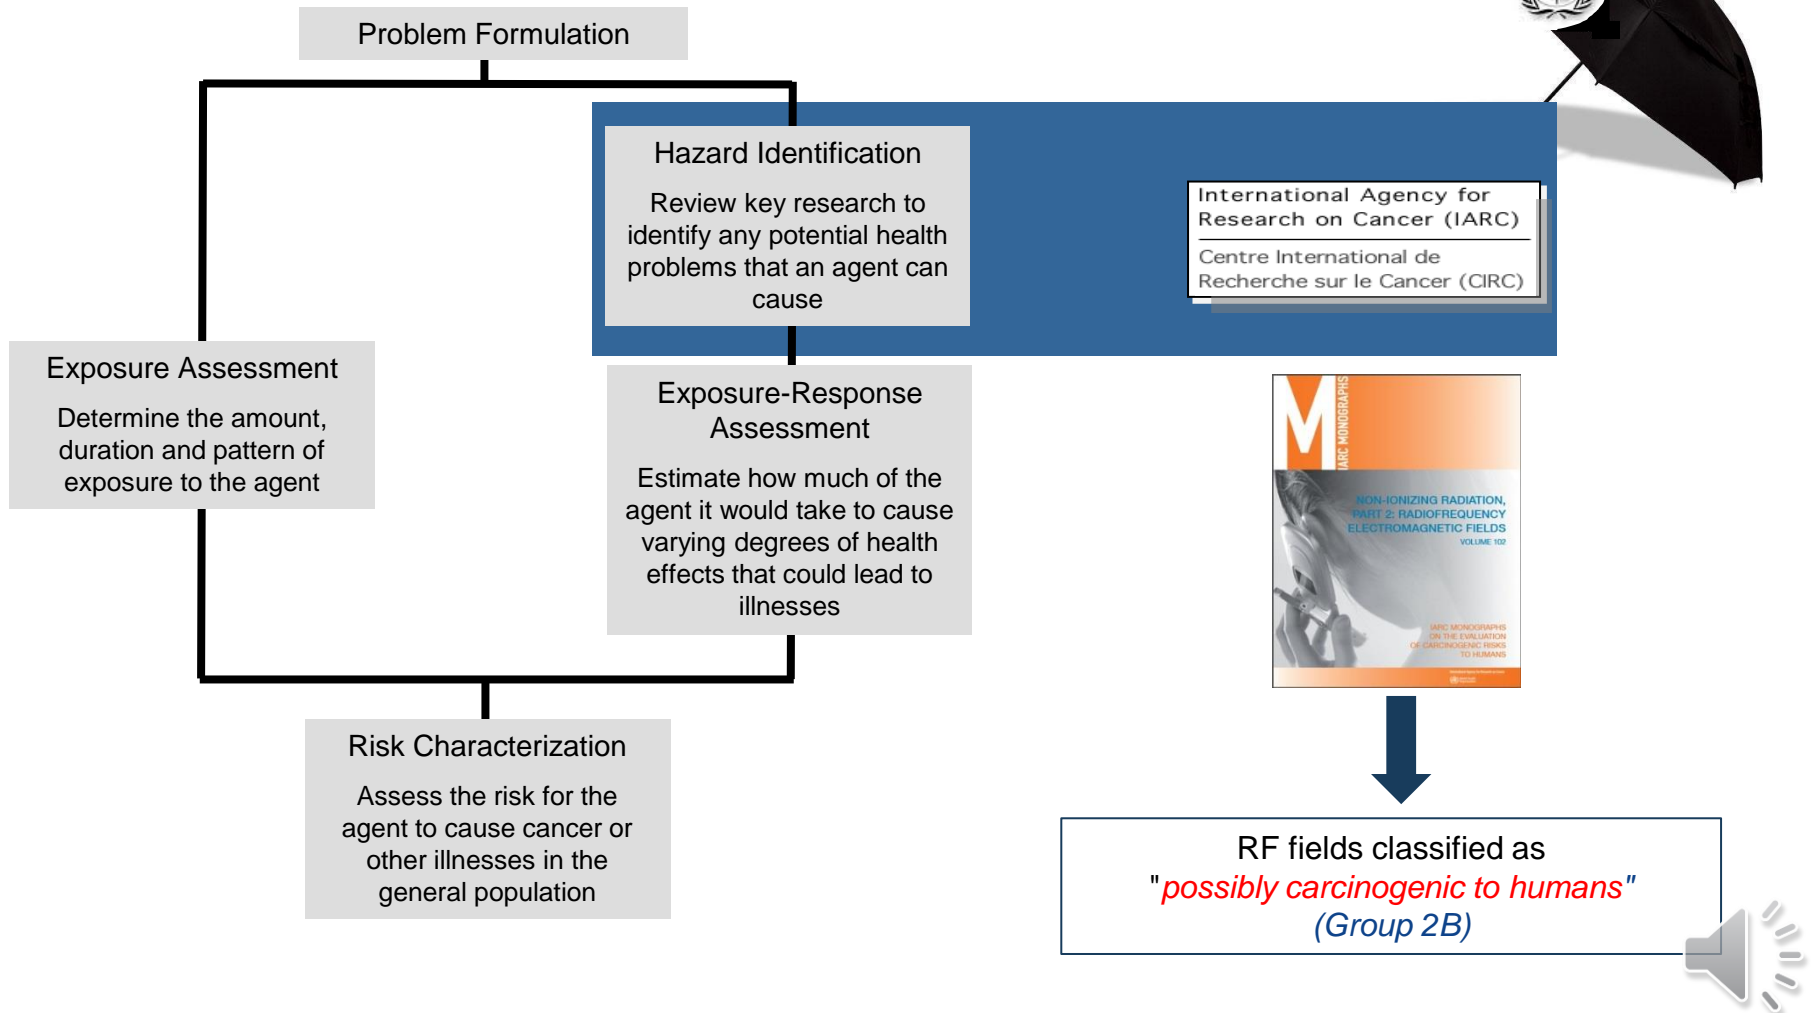 Problem Formulation
Hazard Identification
Review key research to
identify any potential health
problems that an agent can
cause
International Agency for
Research on Cancer (IARC)
Centre International de
Recherche sur le Cancer (CIRC)
Exposure Assessment
Determine the amount,
duration and pattern of
exposure to the agent
Exposure-Response
Assessment
Estimate how much of the
agent it would take to cause
varying degrees of health
effects that could lead to
illnesses
IARC MONOGRAPHS
NON-IONIZING RADIATION,
PART 2: RADIOFREQUENCY
ELECTROMAGNETIC FIELDS
VOLUME 102
IARC MONOGRAPHS
ON THE EVALUATION
OF CARCINOGENIC RISKS
TO HUMANS
Risk Characterization
Assess the risk for the
agent to cause cancer or
other illnesses in the
general population
RF fields classified as
"possibly carcinogenic to humans"
(Group 2B)